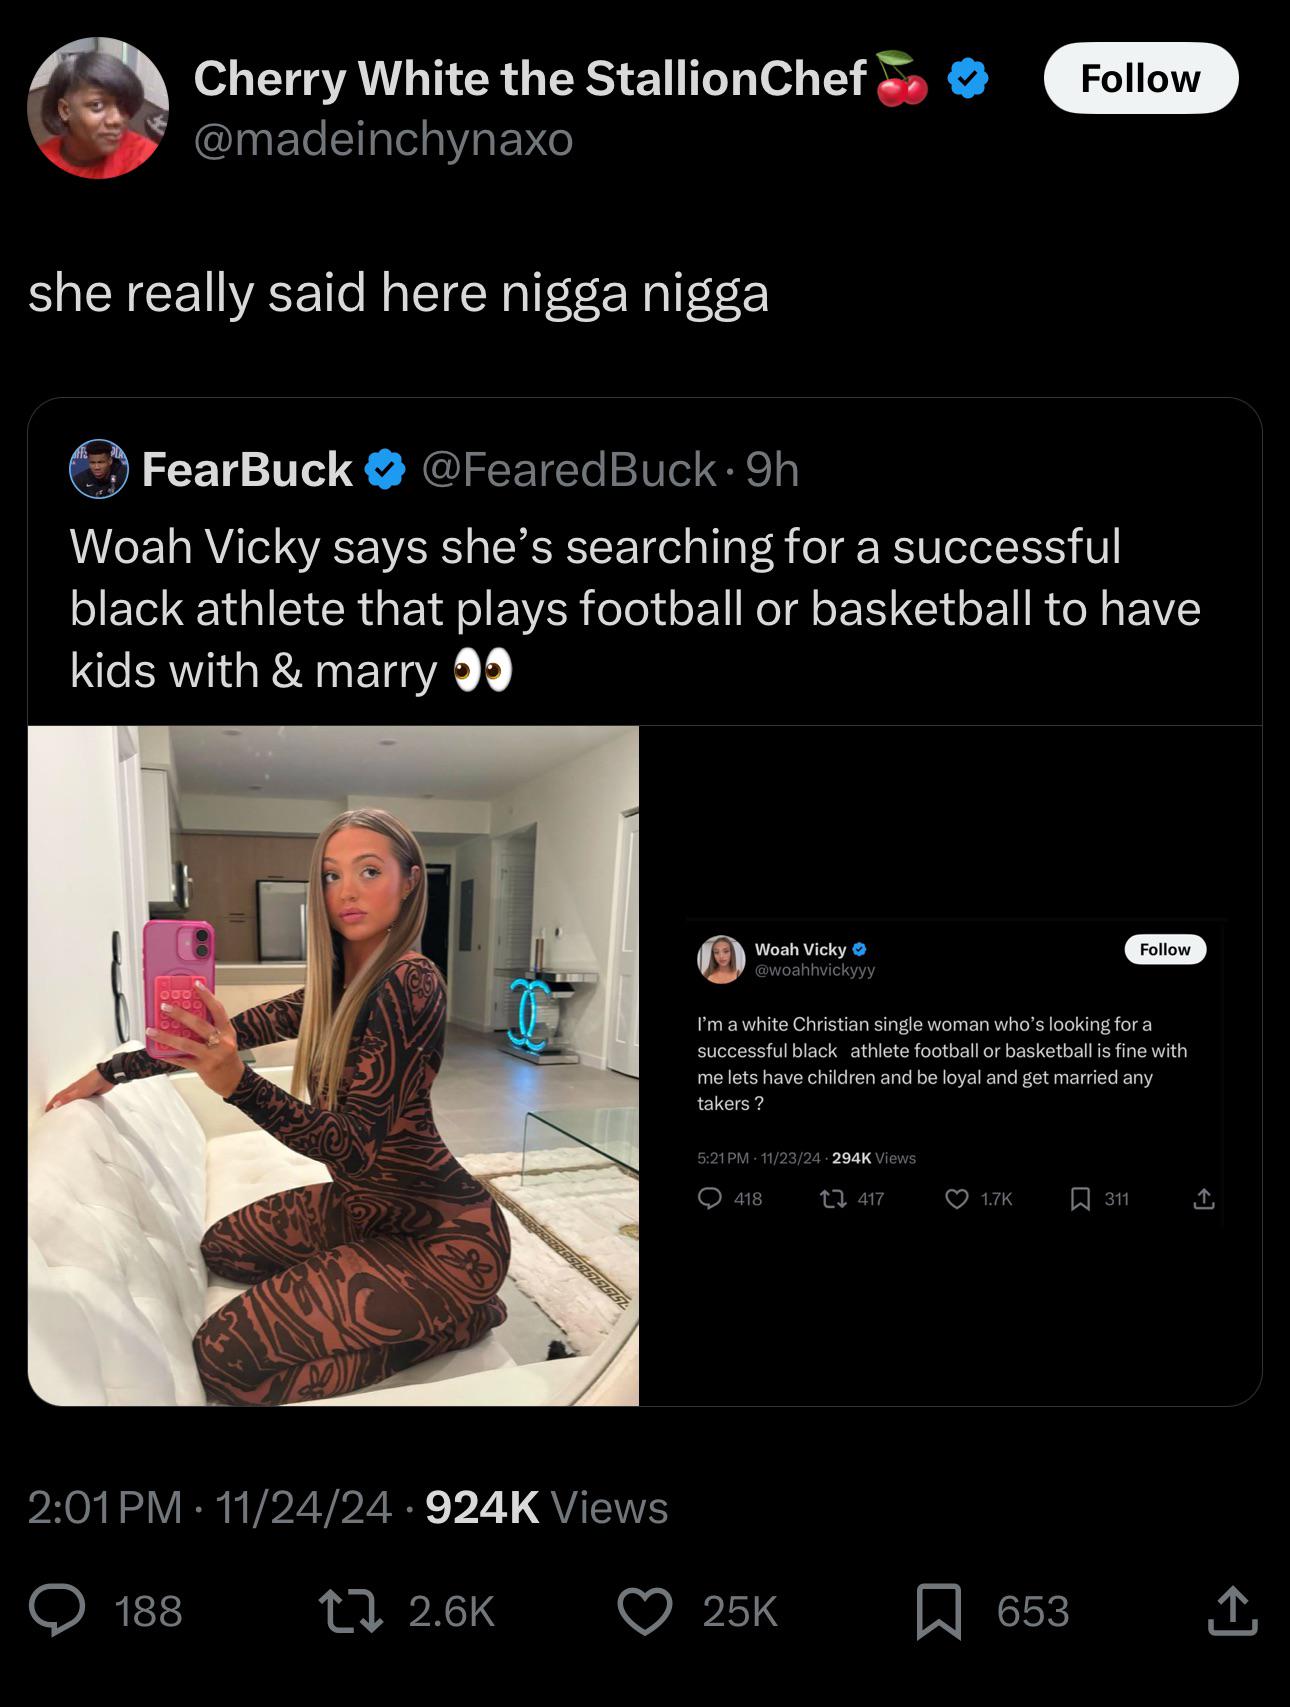 Cherry White the StallionChef🍒
Follow
@madeinchynaxo
she really said here nigga nigga
FearBuck @FearedBuck · 9h
Woah Vicky says she’s searching for a successful
black athlete that plays football or basketball to have
kids with & marry 👀
Woah Vicky
Follow
@woahhvickyyy
I’m a white Christian single woman who’s looking for a
successful black   athlete football or basketball is fine with
me lets have children and be loyal and get married any
takers ?
5:21 PM · 11/23/24 · 294K Views
418 417 1.7K 311
2:01 PM · 11/24/24 · 924K Views
188 2.6K 25K 653